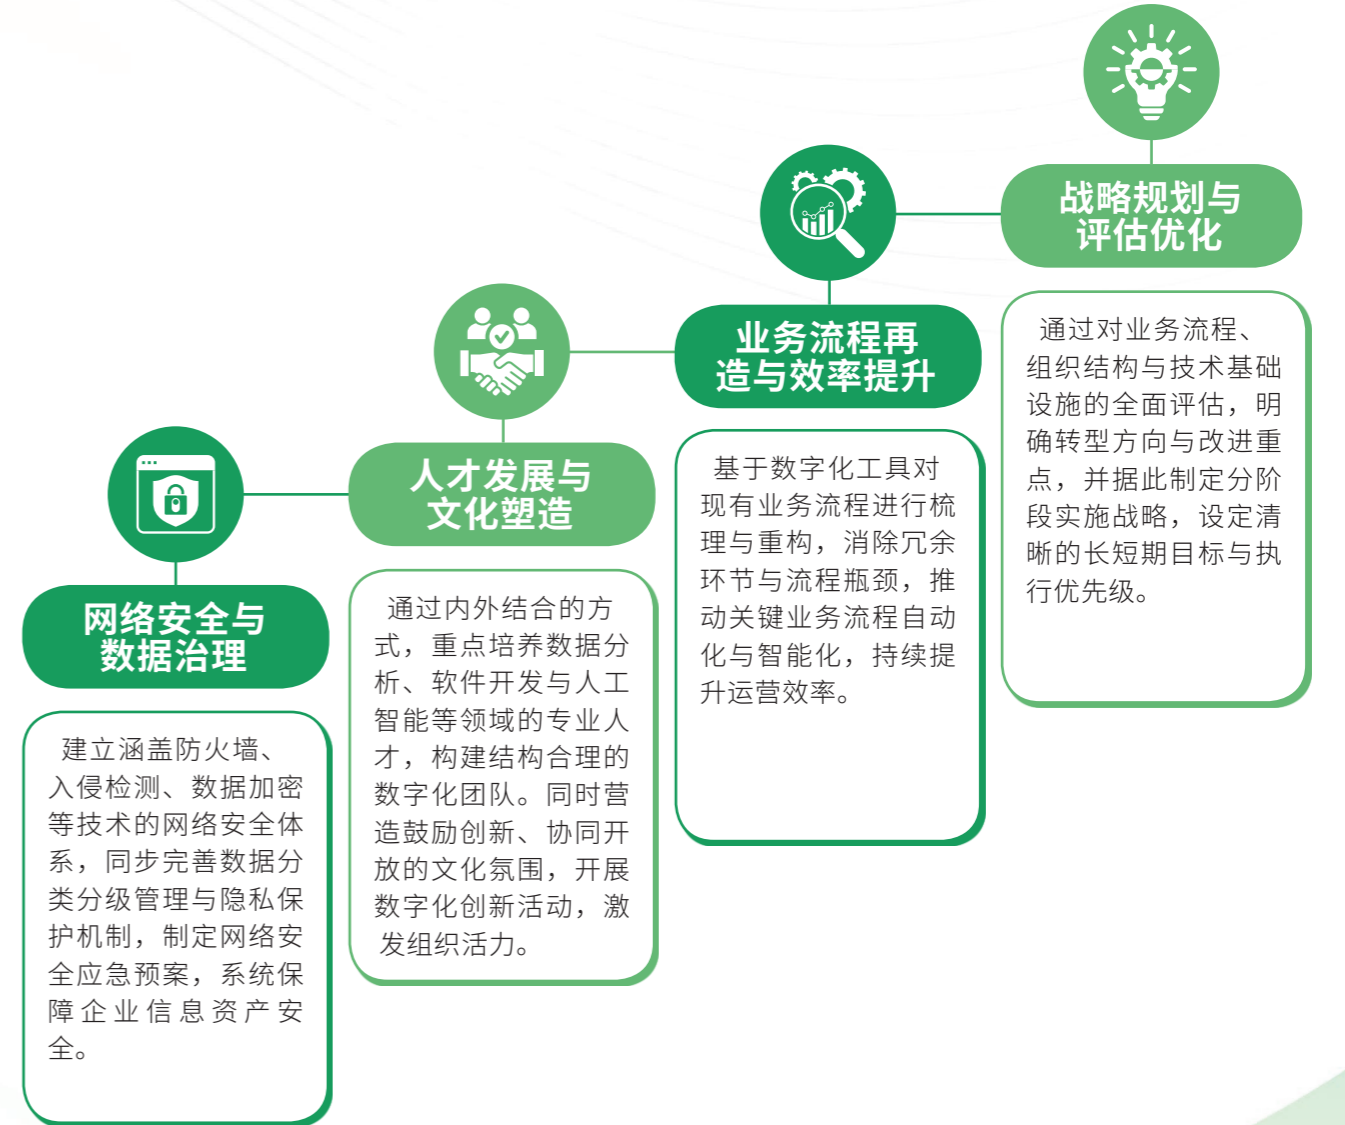 网络安全与
数据治理
建立涵盖防火墙、
入侵检测、数据加密
等技术的网络安全体
系，同步完善数据分
类分级管理与隐私保
护机制，制定网络安
全应急预案，系统保
障企业信息资产安
全。
人才发展与
文化塑造
通过内外结合的方
式，重点培养数据分
析、软件开发与人工
智能等领域的专业人
才，构建结构合理的
数字化团队。同时营
造鼓励创新、协同开
放的文化氛围，开展
数字化创新活动，激
发组织活力。
业务流程再
造与效率提升
基于数字化工具对
现有业务流程进行梳
理与重构，消除冗余
环节与流程瓶颈，推
动关键业务流程自动
化与智能化，持续提
升运营效率。
战略规划与
评估优化
通过对业务流程、
组织结构与技术基础
设施的全面评估，明
确转型方向与改进重
点，并据此制定分阶
段实施战略，设定清
晰的长短期目标与执
行优先级。